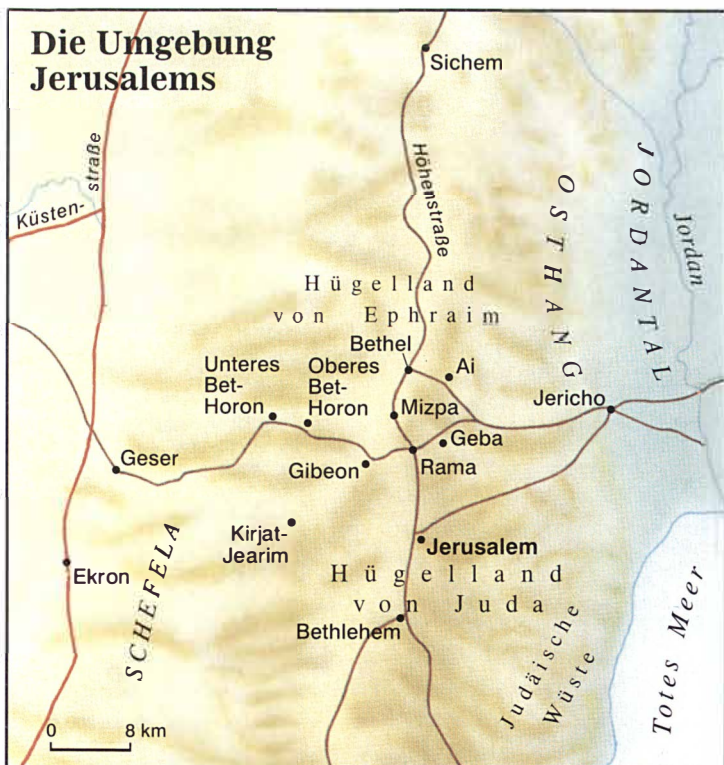 Die Umgebung
Jerusalems
Sichem
Küsten-
straße
Höhenstraße
OSTHANG
JORDANTAL
Jordan
Hügelland
von Ephraim
Bethel
Ai
Unteres
Bet-
Horon
Oberes
Bet-
Horon
Mizpa
Jericho
Geba
Geser
Gibeon
Rama
Kirjat-
Jearim
Jerusalem
Ekron
SCHEFELA
Hügelland
von Juda
Bethlehem
Judäische
Wüste
Totes Meer
0 8 km